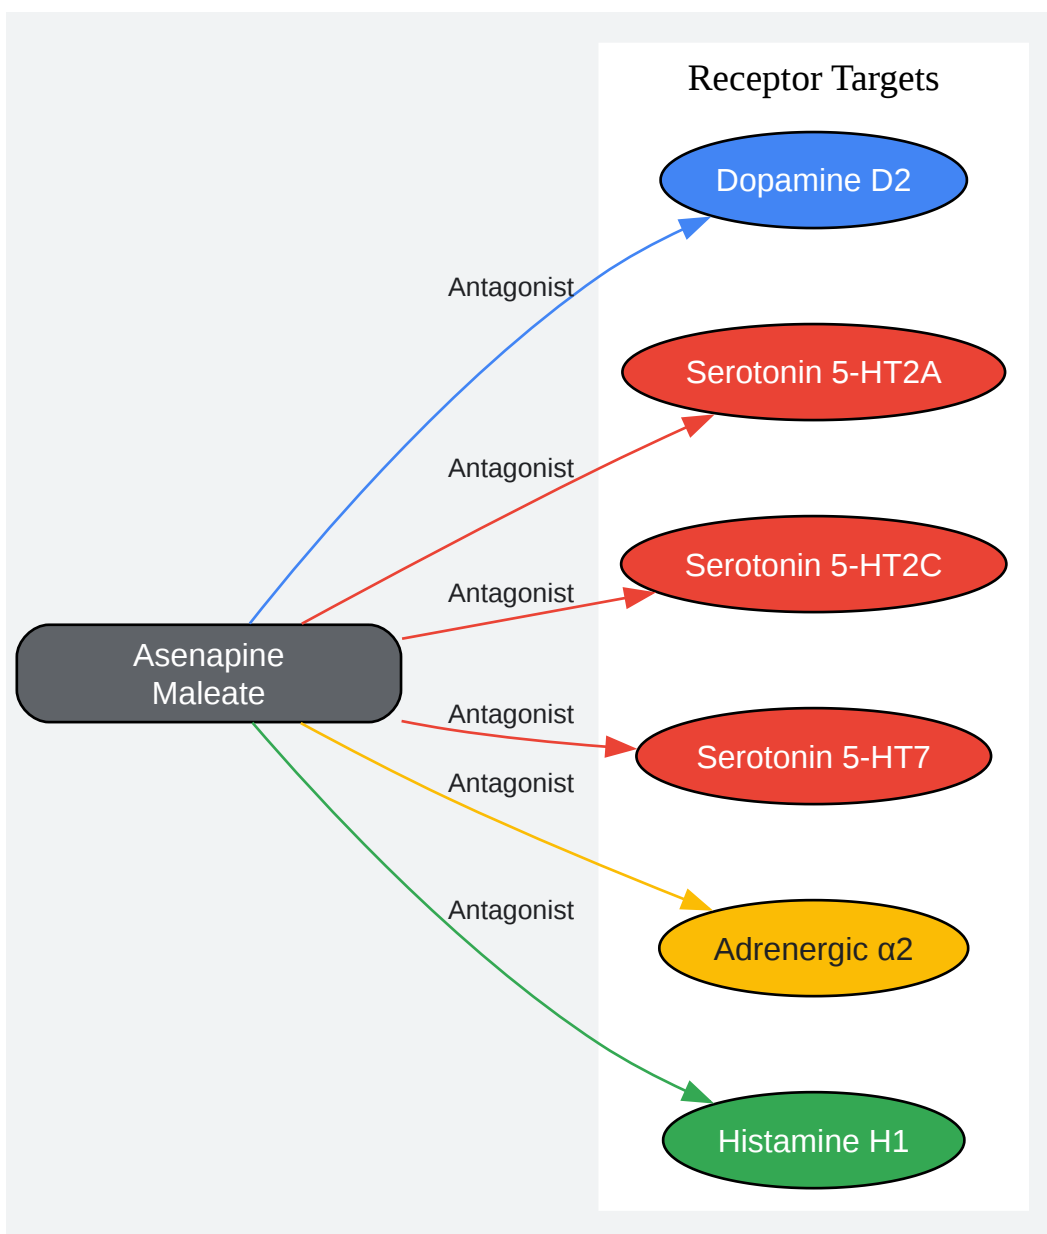 Receptor Targets
Dopamine D2
Antagonist
Serotonin 5-HT2A
Antagonist
Serotonin 5-HT2C
Antagonist
Asenapine
Maleate
Antagonist
Serotonin 5-HT7
Antagonist
Antagonist
Adrenergic α2
Histamine H1